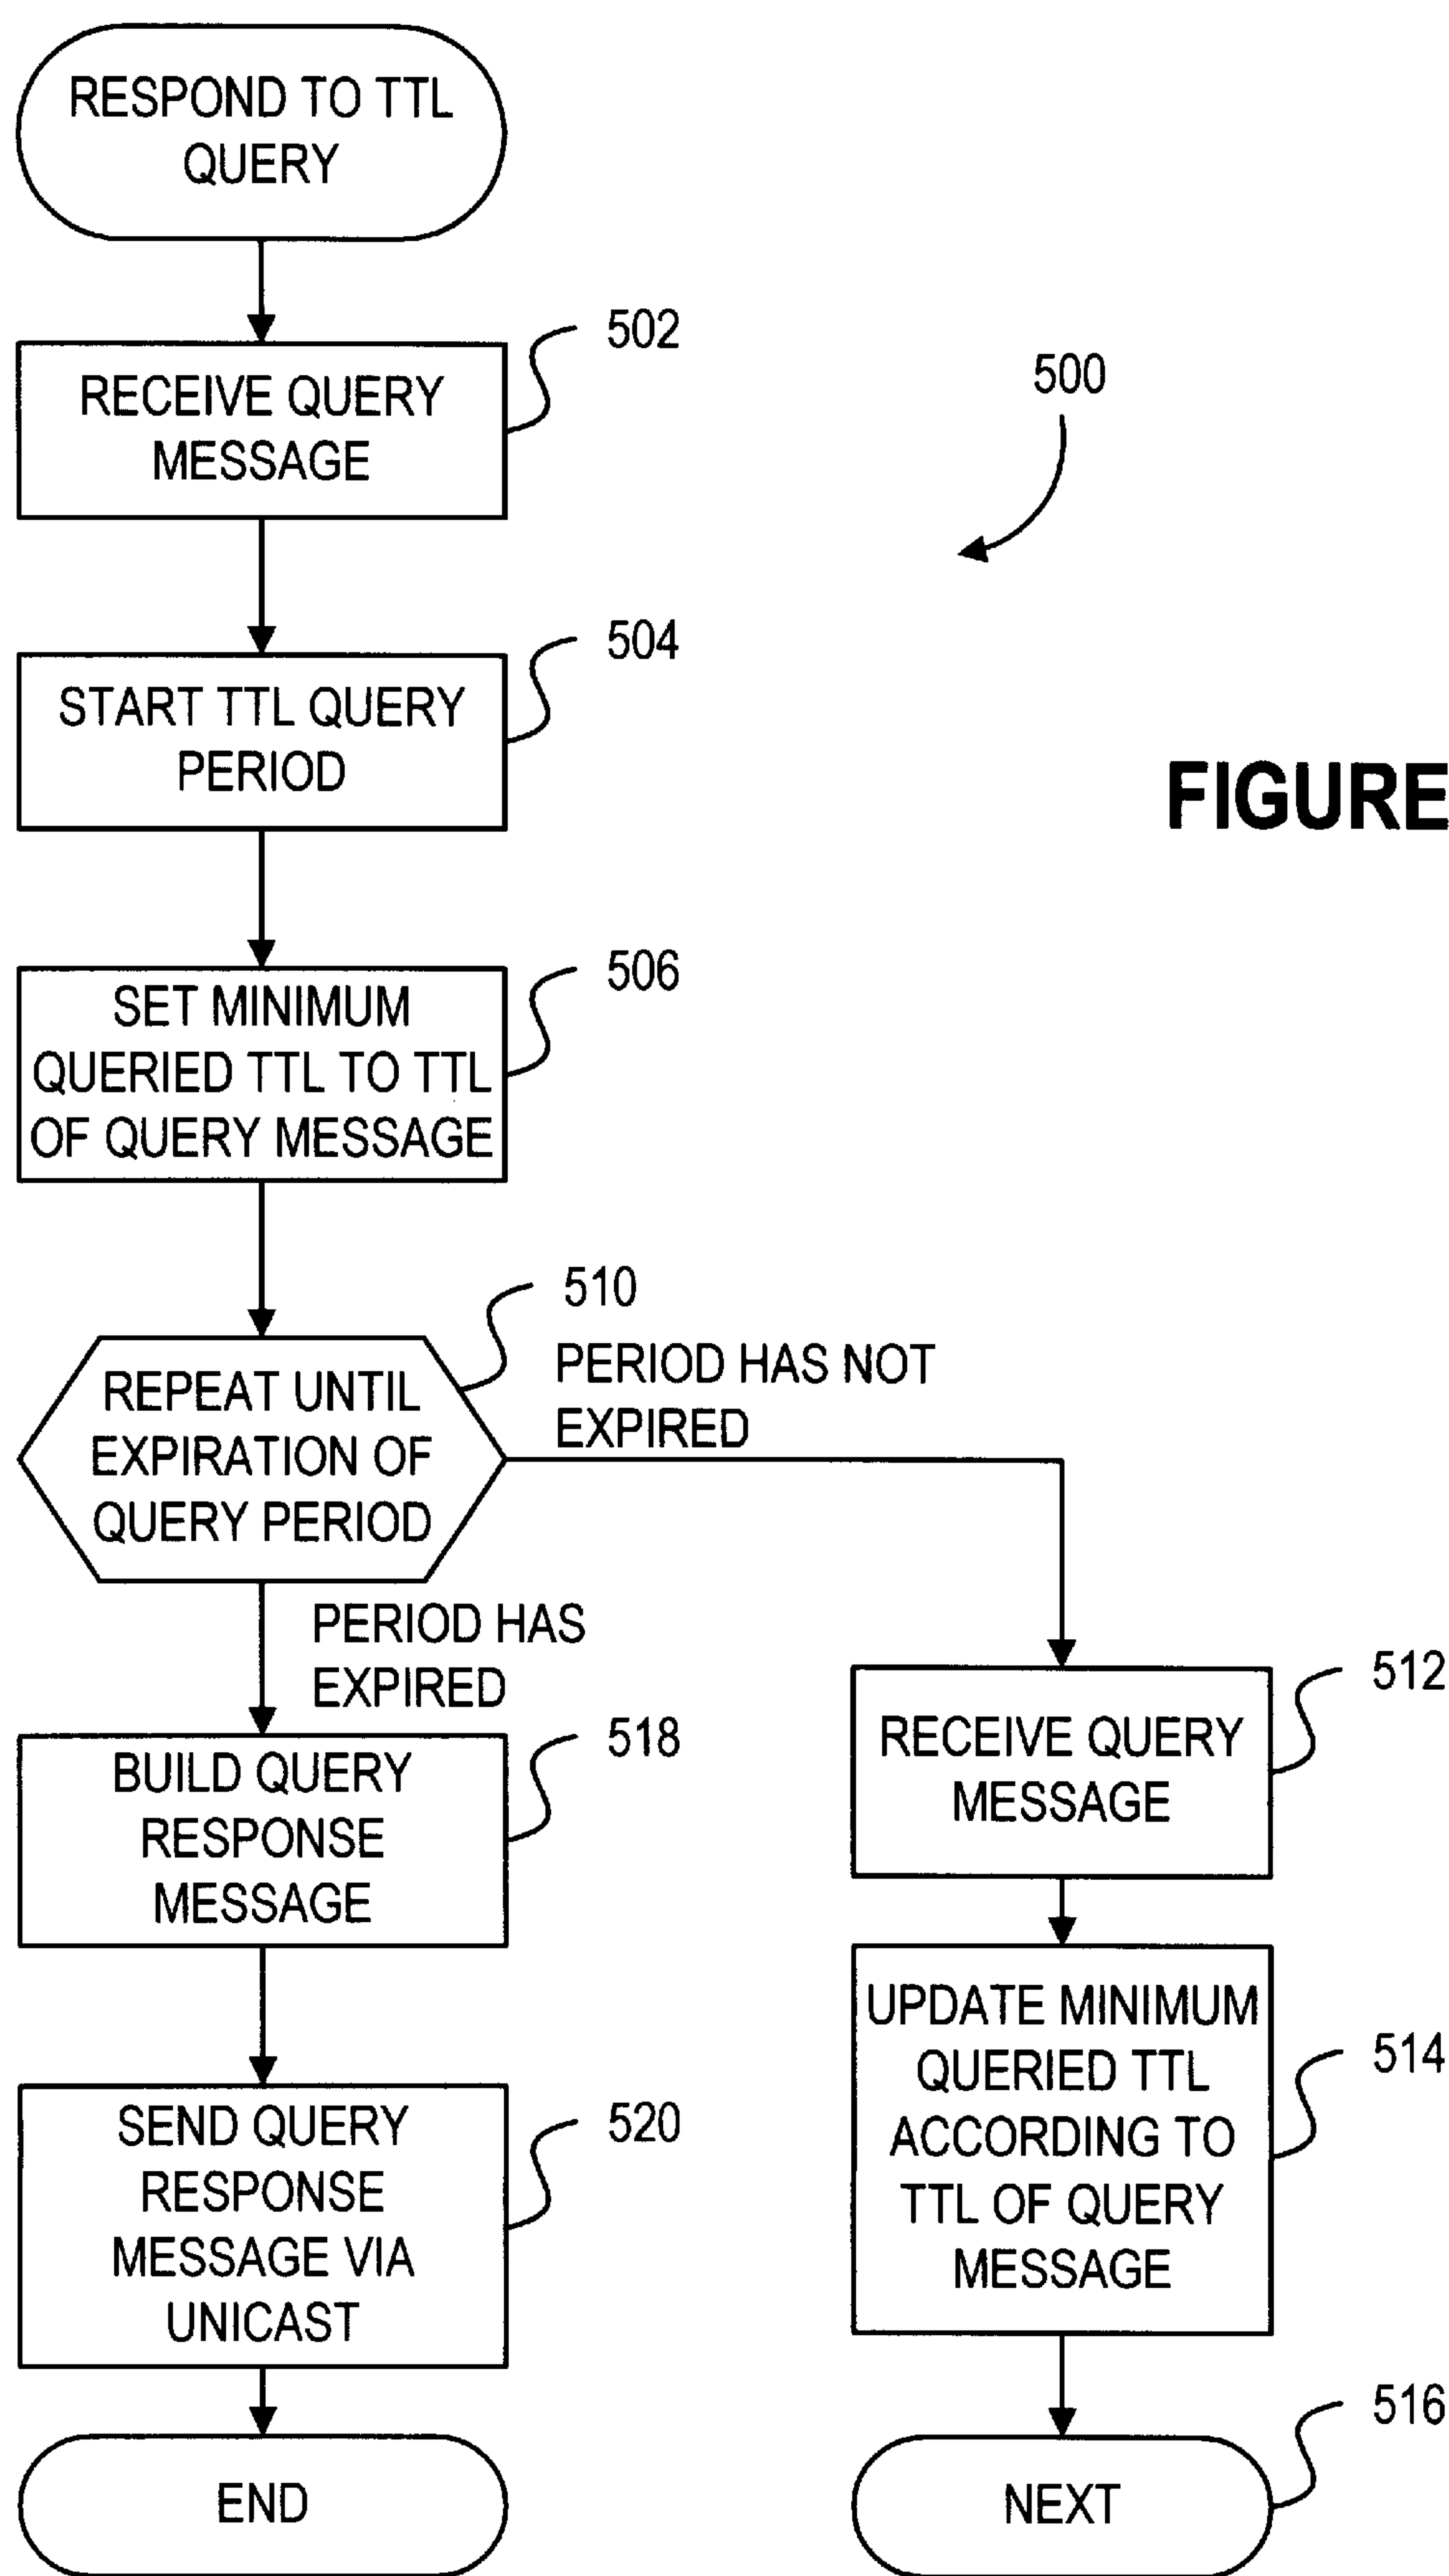 RESPOND TO TTL
QUERY
502
RECEIVE QUERY
MESSAGE
500
504
START TTL QUERY
PERIOD
FIGURE
506
SET MINIMUM
QUERIED TTL TO TTL
OF QUERY MESSAGE
510
PERIOD HAS NOT
EXPIRED
REPEAT UNTIL
EXPIRATION OF
QUERY PERIOD
PERIOD HAS
EXPIRED
512
RECEIVE QUERY
MESSAGE
518
BUILD QUERY
RESPONSE
MESSAGE
514
UPDATE MINIMUM
QUERIED TTL
ACCORDING TO
TTL OF QUERY
MESSAGE
520
SEND QUERY
RESPONSE
MESSAGE VIA
UNICAST
516
END
NEXT